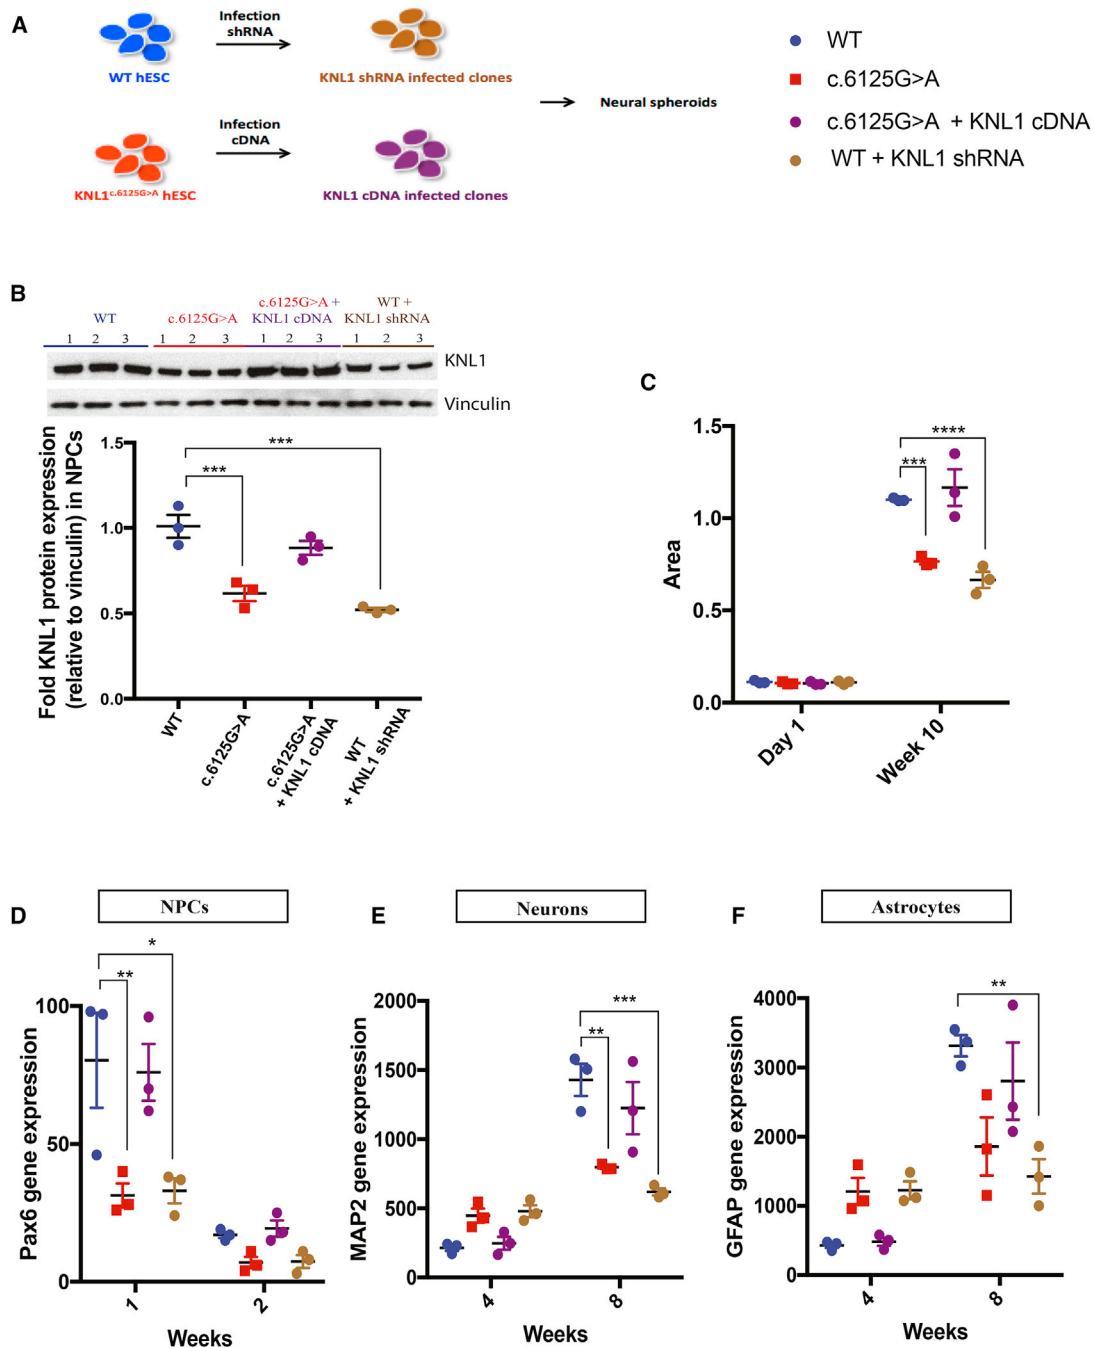 A
Infection
shRNA
WT hESC
KNL1 shRNA infected clones
Infection
cDNA
KNL1c.6125G>A hESC
KNL1 cDNA infected clones
Neural spheroids
WT
c.6125G>A
c.6125G>A + KNL1 cDNA
WT + KNL1 shRNA
B
WT
c.6125G>A
c.6125G>A +
KNL1 cDNA
WT +
KNL1 shRNA
1 2 3 1 2 3 1 2 3 1 2 3
KNL1
Vinculin
Fold KNL1 protein expression
(relative to vinculin) in NPCs
1.5
1.0
0.5
0.0
***
***
WT
c.6125G>A
c.6125G>A
+ KNL1 cDNA
WT
+ KNL1 shRNA
C
Area
1.5
1.0
0.5
0.0
****
***
Day 1
Week 10
D
NPCs
Pax6 gene expression
100
50
0
*
**
1
2
Weeks
E
Neurons
MAP2 gene expression
2000
1500
1000
500
0
***
**
4
8
Weeks
F
Astrocytes
GFAP gene expression
4000
3000
2000
1000
0
**
4
8
Weeks